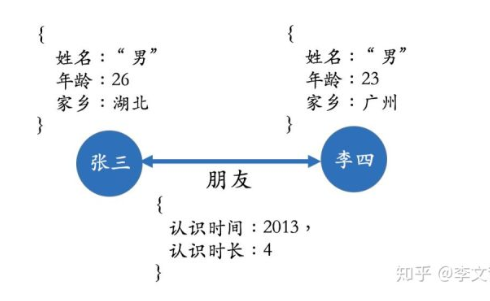 {
姓名：“男”
年龄：26
家乡：湖北
}
{
姓名：“男”
年龄：23
家乡：广州
}
张三
朋友
李四
{
认识时间：2013，
认识时长：4
}
知乎 @李文